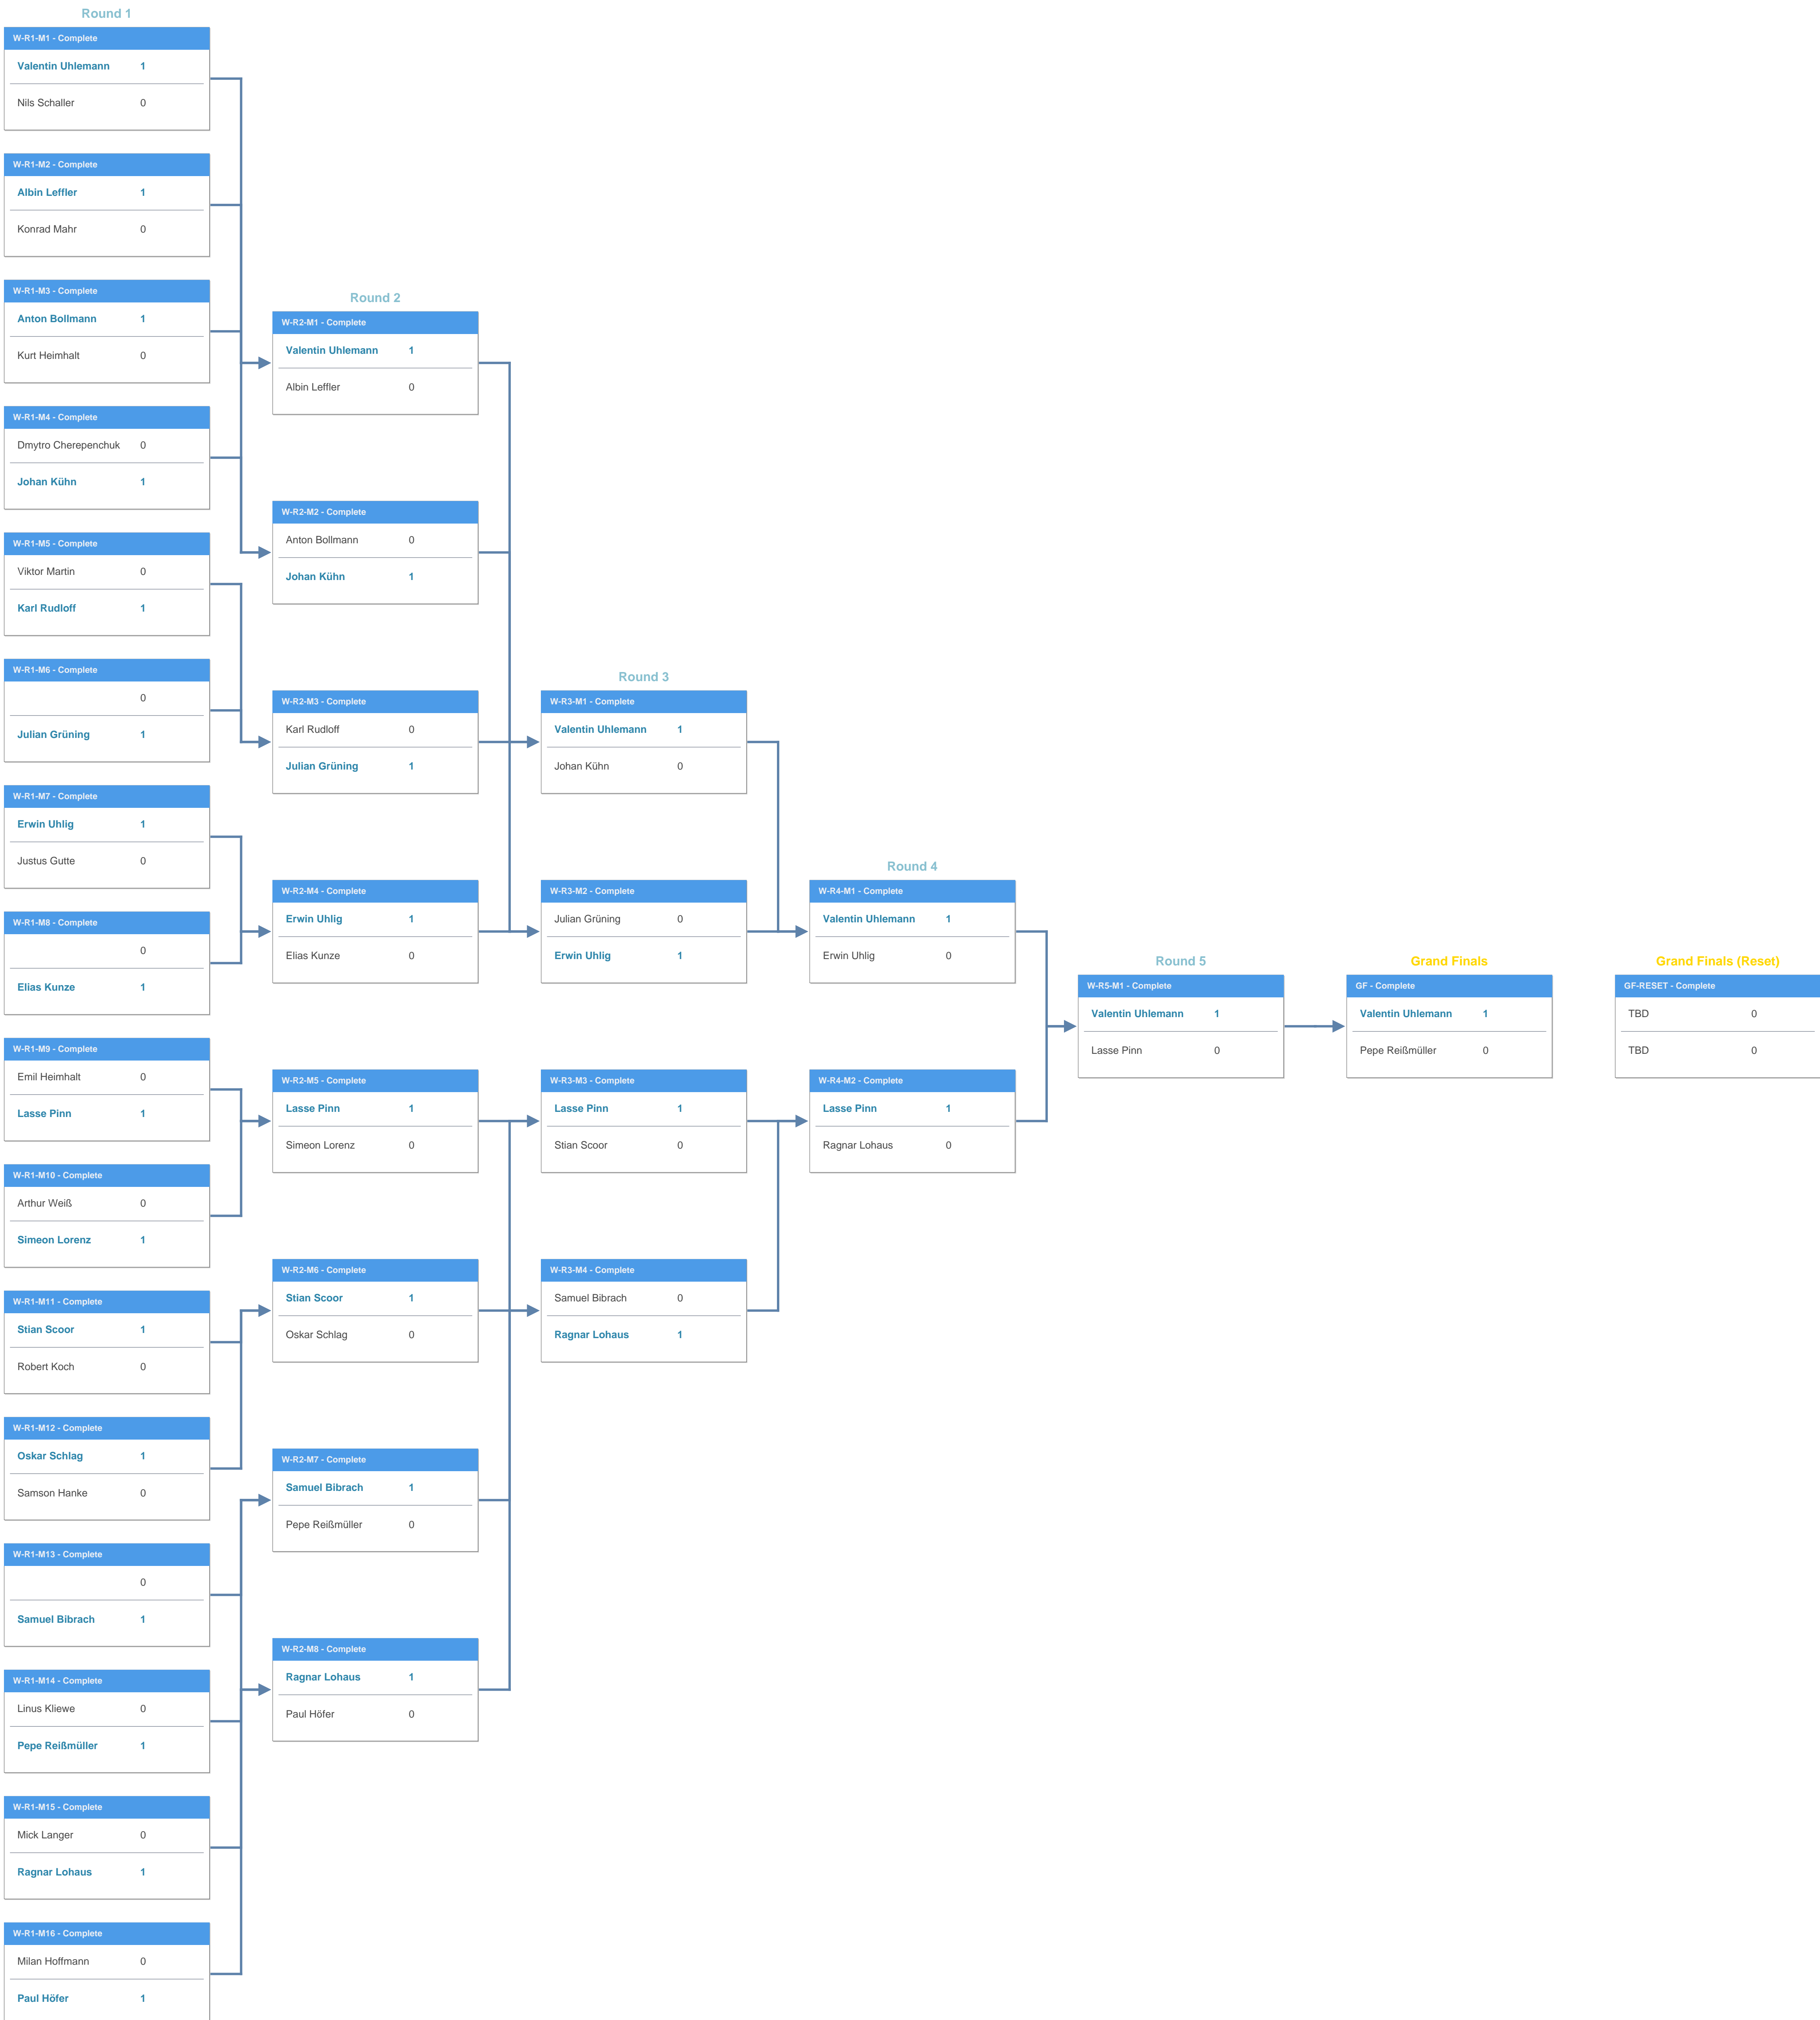 Round 1
W-R1-M1 - Complete
Valentin Uhlemann 1
Nils Schaller 0
W-R1-M2 - Complete
Albin Leffler 1
Konrad Mahr 0
W-R1-M3 - Complete
Anton Bollmann 1
Kurt Heimhalt 0
W-R1-M4 - Complete
Dmytro Cherepenchuk 0
Johan Kühn 1
W-R1-M5 - Complete
Viktor Martin 0
Karl Rudloff 1
W-R1-M6 - Complete
0
Julian Grüning 1
W-R1-M7 - Complete
Erwin Uhlig 1
Justus Gutte 0
W-R1-M8 - Complete
0
Elias Kunze 1
W-R1-M9 - Complete
Emil Heimhalt 0
Lasse Pinn 1
W-R1-M10 - Complete
Arthur Weiß 0
Simeon Lorenz 1
W-R1-M11 - Complete
Stian Scoor 1
Robert Koch 0
W-R1-M12 - Complete
Oskar Schlag 1
Samson Hanke 0
W-R1-M13 - Complete
0
Samuel Bibrach 1
W-R1-M14 - Complete
Linus Kliewe 0
Pepe Reißmüller 1
W-R1-M15 - Complete
Mick Langer 0
Ragnar Lohaus 1
W-R1-M16 - Complete
Milan Hoffmann 0
Paul Höfer 1
Round 2
W-R2-M1 - Complete
Valentin Uhlemann 1
Albin Leffler 0
W-R2-M2 - Complete
Anton Bollmann 0
Johan Kühn 1
W-R2-M3 - Complete
Karl Rudloff 0
Julian Grüning 1
W-R2-M4 - Complete
Erwin Uhlig 1
Elias Kunze 0
W-R2-M5 - Complete
Lasse Pinn 1
Simeon Lorenz 0
W-R2-M6 - Complete
Stian Scoor 1
Oskar Schlag 0
W-R2-M7 - Complete
Samuel Bibrach 1
Pepe Reißmüller 0
W-R2-M8 - Complete
Ragnar Lohaus 1
Paul Höfer 0
Round 3
W-R3-M1 - Complete
Valentin Uhlemann 1
Johan Kühn 0
W-R3-M2 - Complete
Julian Grüning 0
Erwin Uhlig 1
W-R3-M3 - Complete
Lasse Pinn 1
Stian Scoor 0
W-R3-M4 - Complete
Samuel Bibrach 0
Ragnar Lohaus 1
Round 4
W-R4-M1 - Complete
Valentin Uhlemann 1
Erwin Uhlig 0
W-R4-M2 - Complete
Lasse Pinn 1
Ragnar Lohaus 0
Round 5
W-R5-M1 - Complete
Valentin Uhlemann 1
Lasse Pinn 0
Grand Finals
GF - Complete
Valentin Uhlemann 1
Pepe Reißmüller 0
Grand Finals (Reset)
GF-RESET - Complete
TBD 0
TBD 0